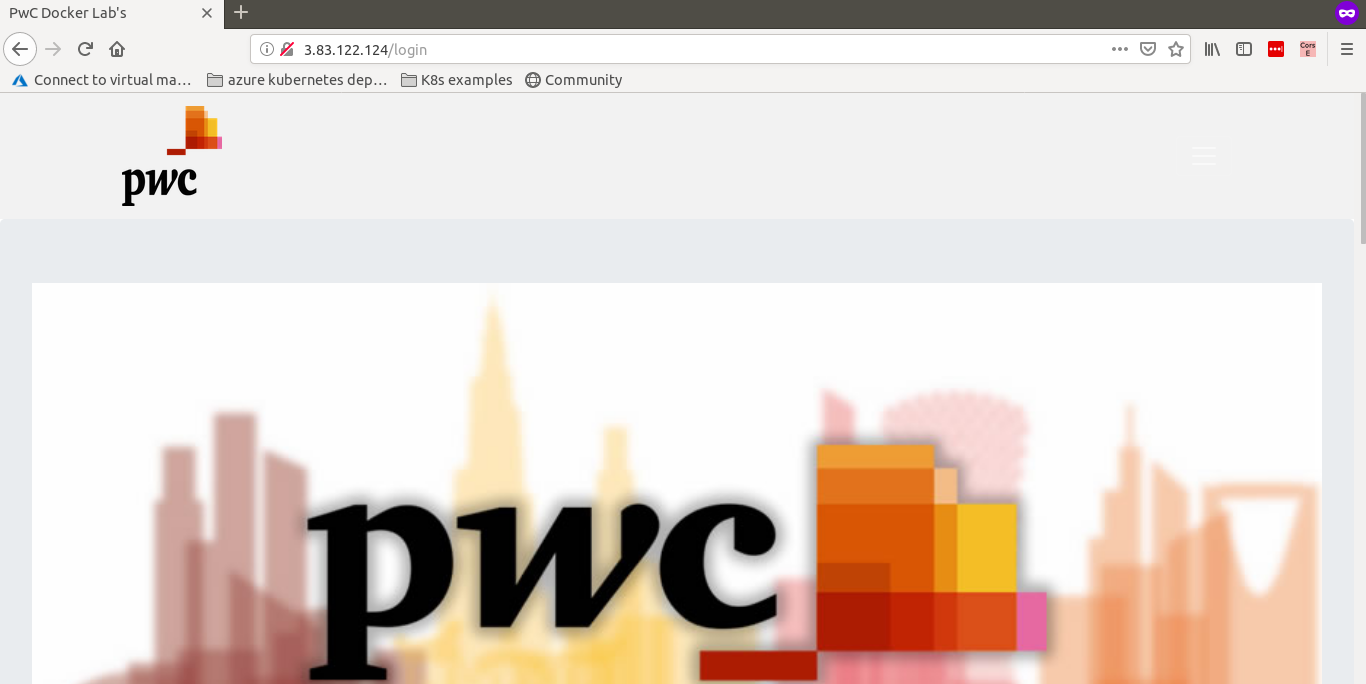 PwC Docker Lab's
3.83.122.124/login
Cors E
Connect to virtual ma…
azure kubernetes dep…
K8s examples
Community
pwc
pwc